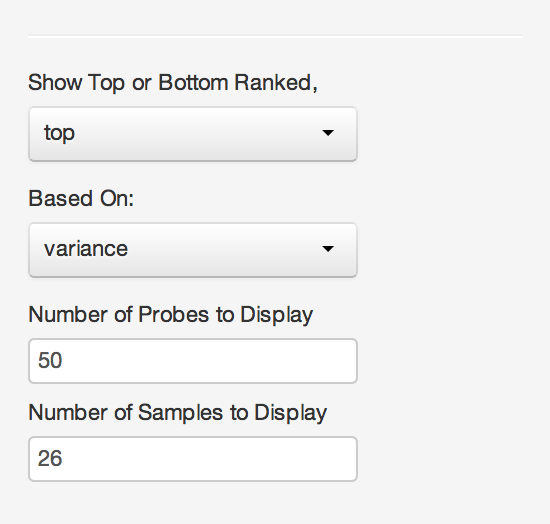 Show Top or Bottom Ranked,
top
Based On:
variance
Number of Probes to Display
50
Number of Samples to Display
26